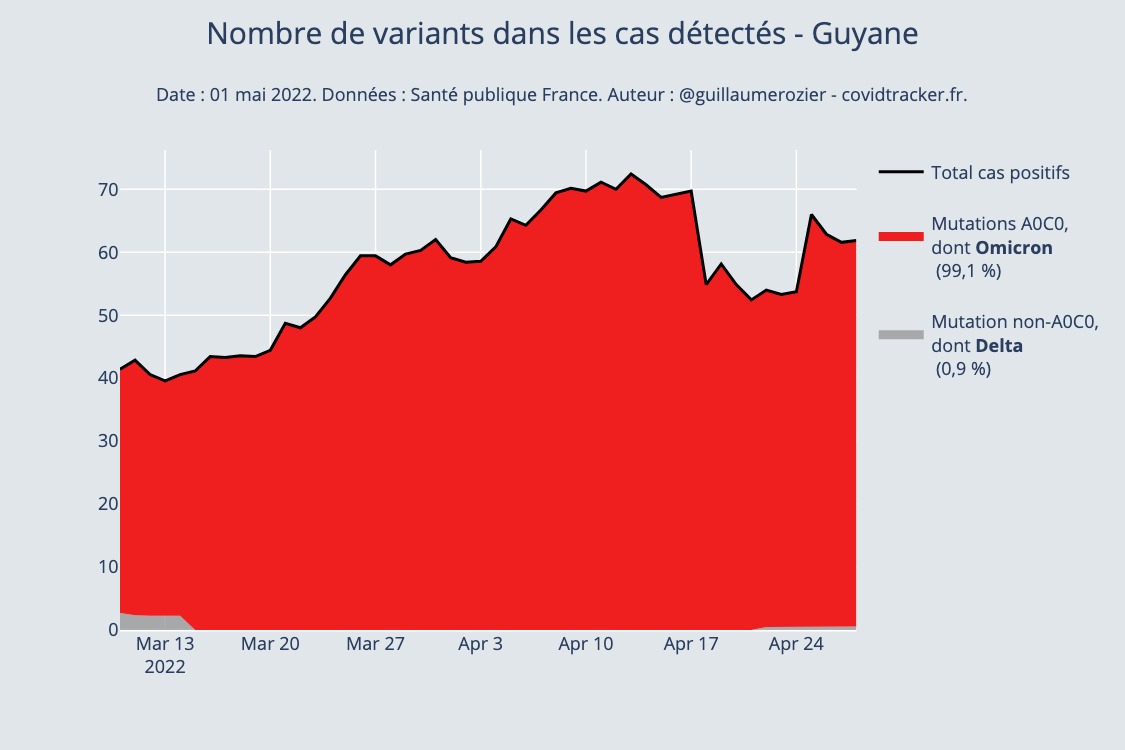 Nombre de variants dans les cas détectés - Guyane
Date : 01 mai 2022. Données : Santé publique France. Auteur : @guillaumerozier - covidtracker.fr.
70
60
50
40
30
20
10
0
Mar 13
2022
Mar 20
Mar 27
Apr 3
Apr 10
Apr 17
Apr 24
Total cas positifs
Mutations A0C0,
dont Omicron
(99,1 %)
Mutation non-A0C0,
dont Delta
(0,9 %)